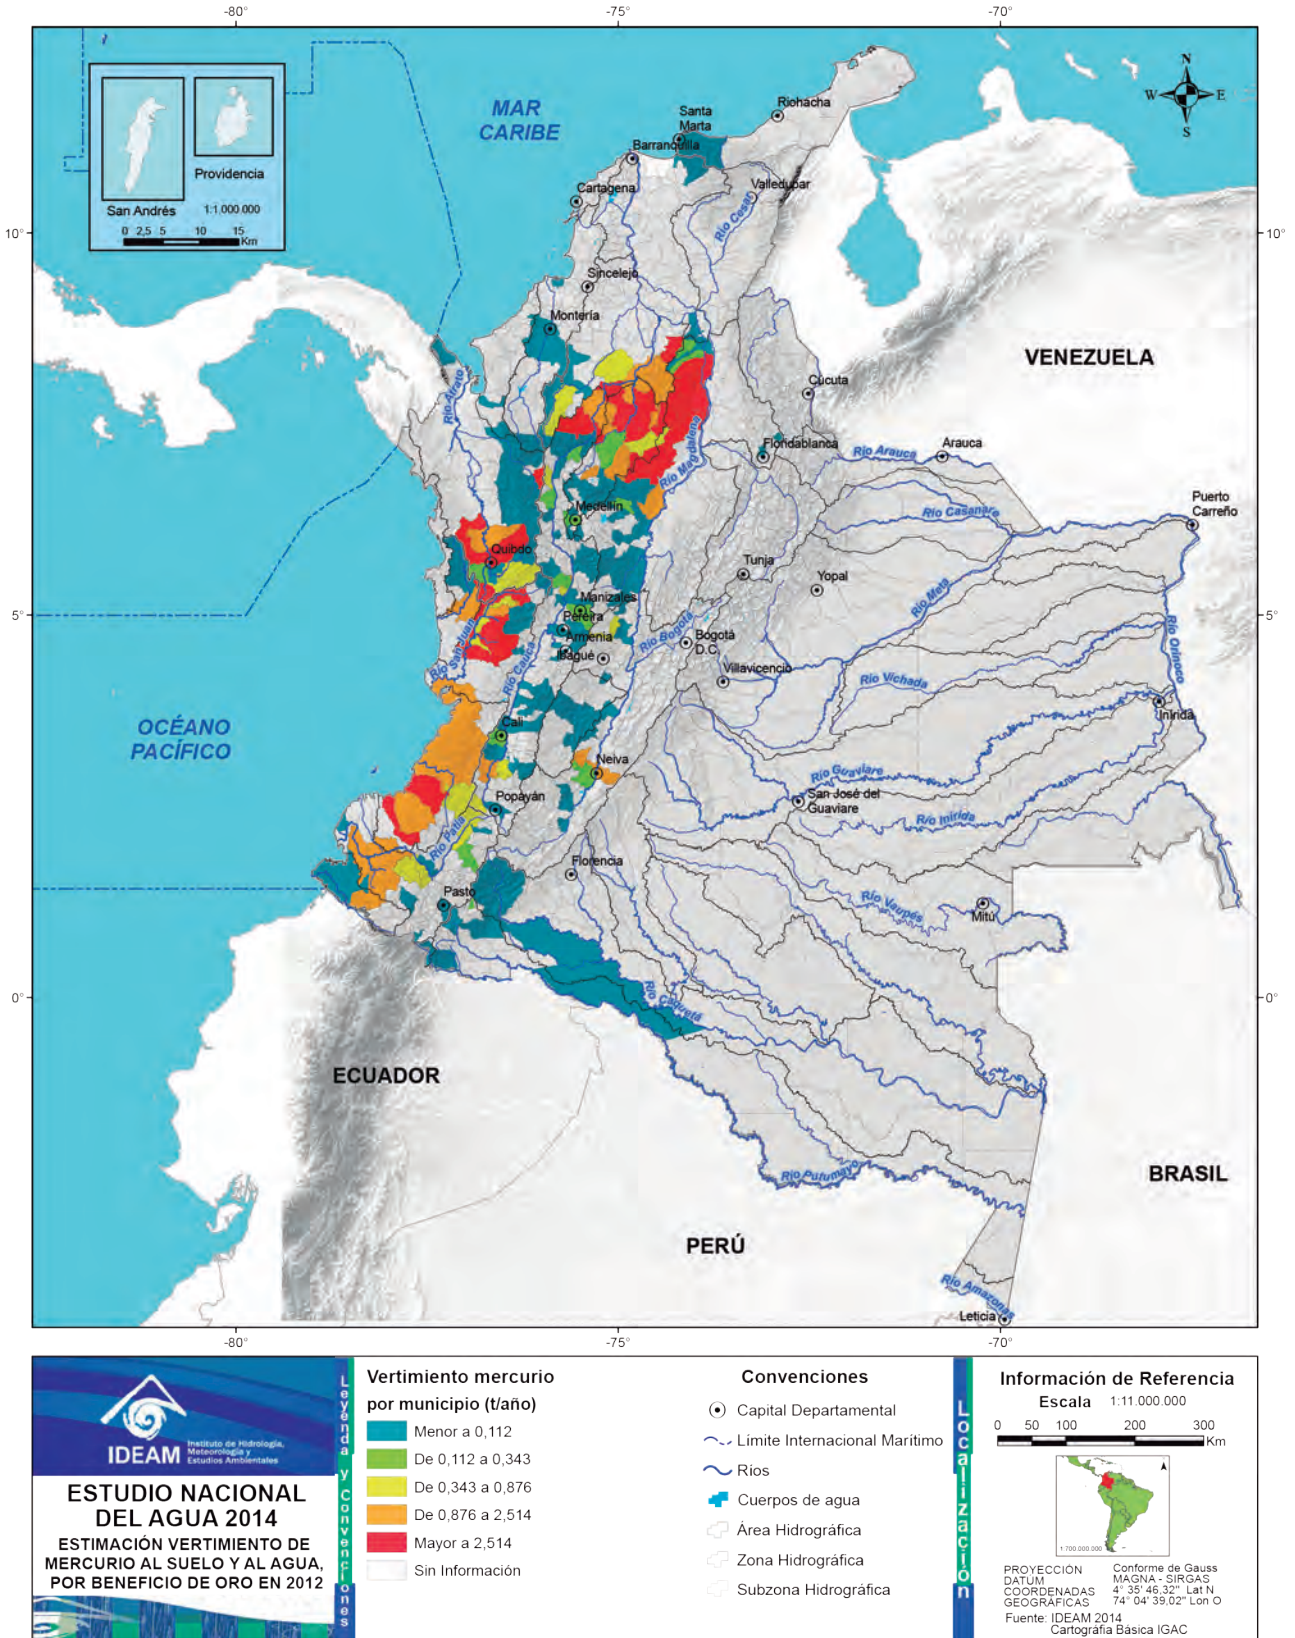 -80°
-75°
-70°
MAR
CARIBE
Santa
Marta
Riohacha
N
W
E
S
Barranquilla
Providencia
Cartagena
Valledupar
San Andrés
1:1.000.000
0 2,5 5 10 15
Km
Río Cesar
10°
10°
Sincelejo
Montería
VENEZUELA
Río Atrato
Cúcuta
Río Magdalena
Floridablanca
Río Arauca
Arauca
Puerto
Carreño
Medellín
Río Casanare
Quibdo
Tunja
Yopal
Río Meta
Manizales
5°
5°
Pereira
Armenia
Ibagué
Río San Juan
Río Cauca
Río Bogotá
Bogotá
D.C.
Río Orinoco
Villavicencio
Río Vichada
Inírida
OCÉANO
PACÍFICO
Cali
Neiva
Río Guaviare
San José del
Guaviare
Popayán
Río Inírida
Río Patía
Florencia
Pasto
Río Vaupés
Mitú
0°
0°
Río Caquetá
ECUADOR
Río Putumayo
BRASIL
PERÚ
Río Amazonas
Leticia
-80°
-75°
-70°
IDEAM
Instituto de Hidrología,
Meteorología y
Estudios Ambientales
ESTUDIO NACIONAL
DEL AGUA 2014
ESTIMACIÓN VERTIMIENTO DE
MERCURIO AL SUELO Y AL AGUA,
POR BENEFICIO DE ORO EN 2012
Leyenda y Convenciones
Vertimiento mercurio
por municipio (t/año)
Menor a 0,112
De 0,112 a 0,343
De 0,343 a 0,876
De 0,876 a 2,514
Mayor a 2,514
Sin Información
Convenciones
Capital Departamental
Límite Internacional Marítimo
Ríos
Cuerpos de agua
Área Hidrográfica
Zona Hidrográfica
Subzona Hidrográfica
Localización
Información de Referencia
Escala 1:11.000.000
0 50 100 200 300
Km
1:700.000.000
PROYECCIÓN Conforme de Gauss
DATUM MAGNA - SIRGAS
COORDENADAS 4° 35' 46,32" Lat N
GEOGRÁFICAS 74° 04' 39,02" Lon O
Fuente: IDEAM 2014
Cartografía Básica IGAC